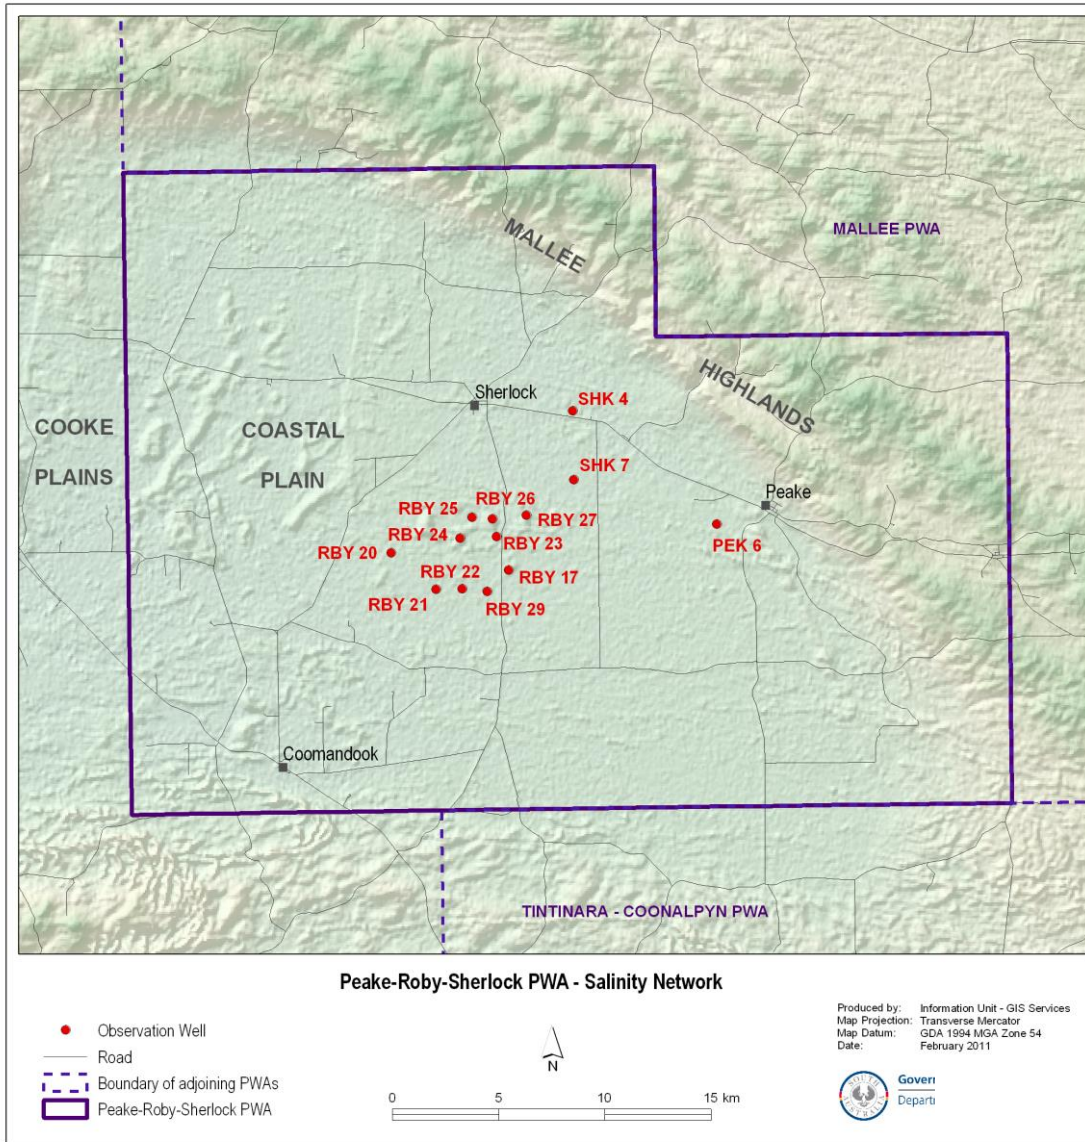 MALLEE
MALLEE PWA
HIGHLANDS
Sherlock
SHK 4
COOKE
PLAINS
COASTAL
PLAIN
SHK 7
Peake
RBY 25
RBY 26
RBY 27
RBY 24
RBY 23
PEK 6
RBY 20
RBY 22
RBY 17
RBY 21
RBY 29
Coomandook
TINTINARA - COONALPYN PWA
Peake-Roby-Sherlock PWA - Salinity Network
Observation Well
Road
Boundary of adjoining PWAs
Peake-Roby-Sherlock PWA
N
0 5 10 15 km
Produced by: Information Unit - GIS Services
Map Projection: Transverse Mercator
Map Datum: GDA 1994 MGA Zone 54
Date: February 2011
SOUTH
AUSTRALIA